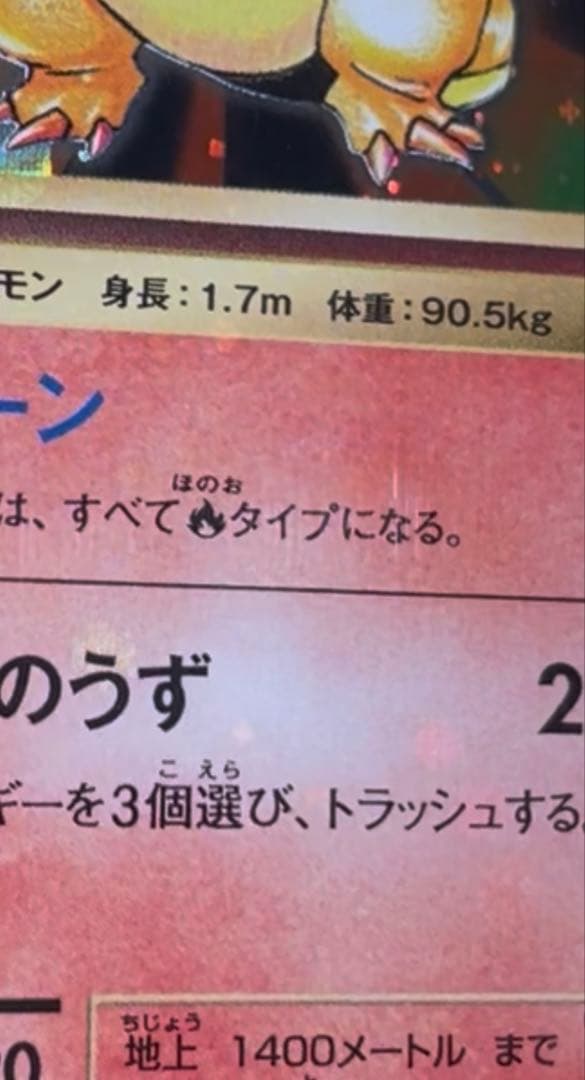 モン 身長：1.7m 体重：90.5kg
ーン
ほのお
は、すべてタイプになる。
のうず 2
こ えら
ギーを3個選び、トラッシュする
ちじょう
地上 1400メートル まで